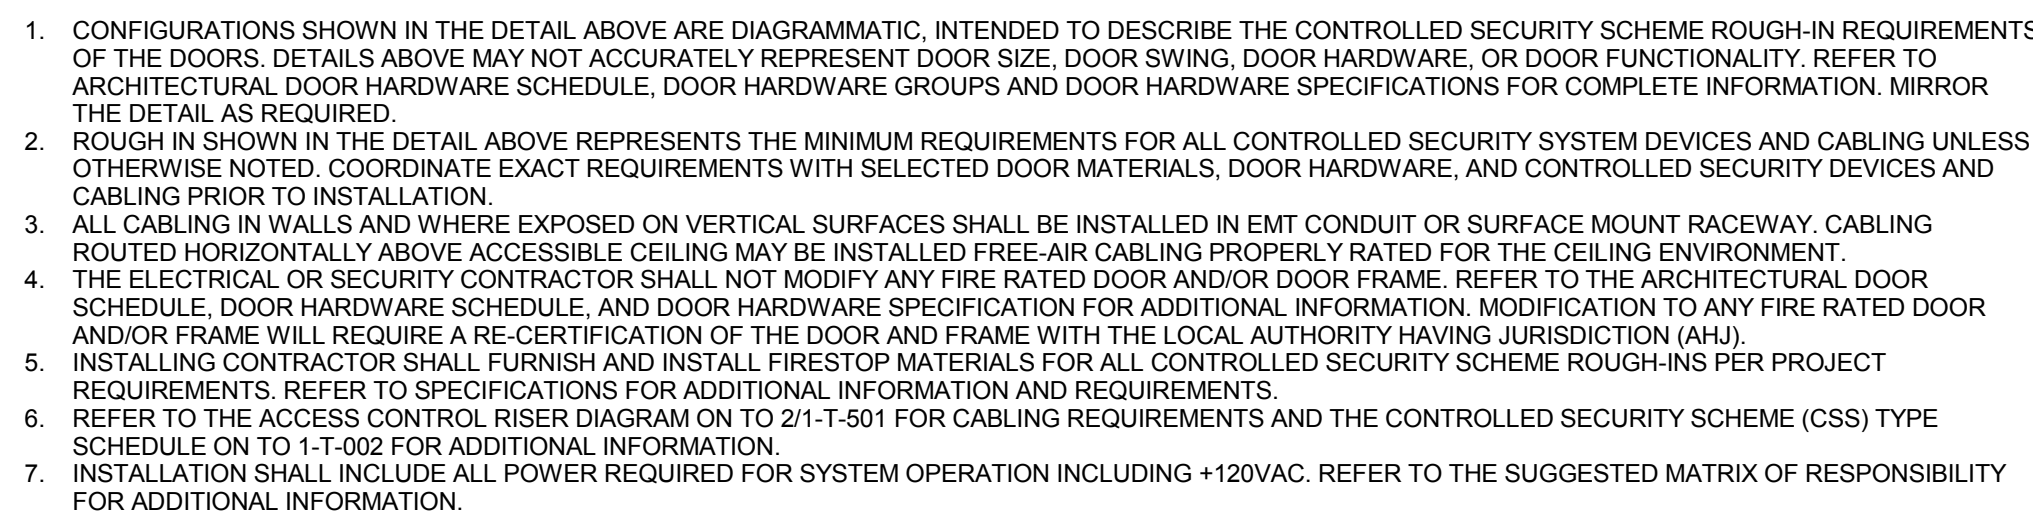 1. CONFIGURATIONS SHOWN IN THE DETAIL ABOVE ARE DIAGRAMMATIC, INTENDED TO DESCRIBE THE CONTROLLED SECURITY SCHEME ROUGH-IN REQUIREMENTS
OF THE DOORS. DETAILS ABOVE MAY NOT ACCURATELY REPRESENT DOOR SIZE, DOOR SWING, DOOR HARDWARE, OR DOOR FUNCTIONALITY. REFER TO
ARCHITECTURAL DOOR HARDWARE SCHEDULE, DOOR HARDWARE GROUPS AND DOOR HARDWARE SPECIFICATIONS FOR COMPLETE INFORMATION. MIRROR
THE DETAIL AS REQUIRED.
2. ROUGH IN SHOWN IN THE DETAIL ABOVE REPRESENTS THE MINIMUM REQUIREMENTS FOR ALL CONTROLLED SECURITY SYSTEM DEVICES AND CABLING UNLESS
OTHERWISE NOTED. COORDINATE EXACT REQUIREMENTS WITH SELECTED DOOR MATERIALS, DOOR HARDWARE, AND CONTROLLED SECURITY DEVICES AND
CABLING PRIOR TO INSTALLATION.
3. ALL CABLING IN WALLS AND WHERE EXPOSED ON VERTICAL SURFACES SHALL BE INSTALLED IN EMT CONDUIT OR SURFACE MOUNT RACEWAY. CABLING
ROUTED HORIZONTALLY ABOVE ACCESSIBLE CEILING MAY BE INSTALLED FREE-AIR CABLING PROPERLY RATED FOR THE CEILING ENVIRONMENT.
4. THE ELECTRICAL OR SECURITY CONTRACTOR SHALL NOT MODIFY ANY FIRE RATED DOOR AND/OR DOOR FRAME. REFER TO THE ARCHITECTURAL DOOR
SCHEDULE, DOOR HARDWARE SCHEDULE, AND DOOR HARDWARE SPECIFICATION FOR ADDITIONAL INFORMATION. MODIFICATION TO ANY FIRE RATED DOOR
AND/OR FRAME WILL REQUIRE A RE-CERTIFICATION OF THE DOOR AND FRAME WITH THE LOCAL AUTHORITY HAVING JURISDICTION (AHJ).
5. INSTALLING CONTRACTOR SHALL FURNISH AND INSTALL FIRESTOP MATERIALS FOR ALL CONTROLLED SECURITY SCHEME ROUGH-INS PER PROJECT
REQUIREMENTS. REFER TO SPECIFICATIONS FOR ADDITIONAL INFORMATION AND REQUIREMENTS.
6. REFER TO THE ACCESS CONTROL RISER DIAGRAM ON TO 2/1-T-501 FOR CABLING REQUIREMENTS AND THE CONTROLLED SECURITY SCHEME (CSS) TYPE
SCHEDULE ON TO 1-T-002 FOR ADDITIONAL INFORMATION.
7. INSTALLATION SHALL INCLUDE ALL POWER REQUIRED FOR SYSTEM OPERATION INCLUDING +120VAC. REFER TO THE SUGGESTED MATRIX OF RESPONSIBILITY
FOR ADDITIONAL INFORMATION.